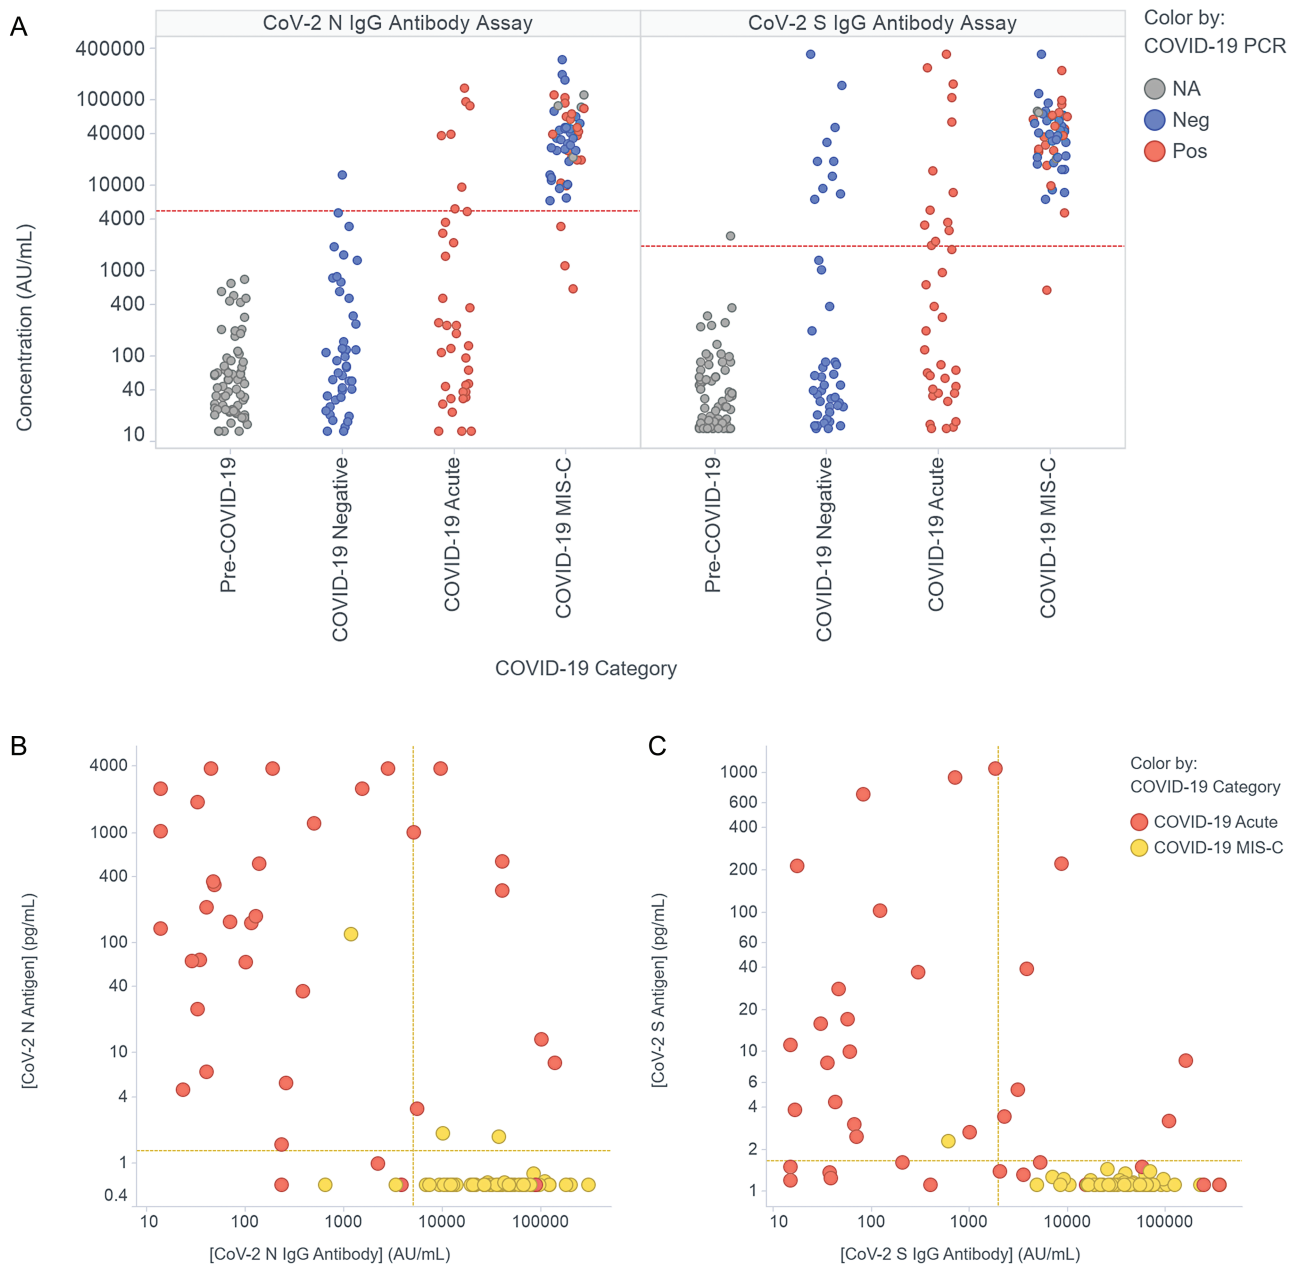 A
CoV-2 N IgG Antibody Assay
CoV-2 S IgG Antibody Assay
Color by:
COVID-19 PCR
NA
Neg
Pos
Concentration (AU/mL)
400000
100000
40000
10000
4000
1000
400
100
40
10
Pre-COVID-19
COVID-19 Negative
COVID-19 Acute
COVID-19 MIS-C
Pre-COVID-19
COVID-19 Negative
COVID-19 Acute
COVID-19 MIS-C
COVID-19 Category
B
[CoV-2 N Antigen] (pg/mL)
4000
1000
400
100
40
10
4
1
0.4
10 100 1000 10000 100000
[CoV-2 N IgG Antibody] (AU/mL)
C
[CoV-2 S Antigen] (pg/mL)
1000
600
400
200
100
60
40
20
10
6
4
2
1
10 100 1000 10000 100000
[CoV-2 S IgG Antibody] (AU/mL)
Color by:
COVID-19 Category
COVID-19 Acute
COVID-19 MIS-C